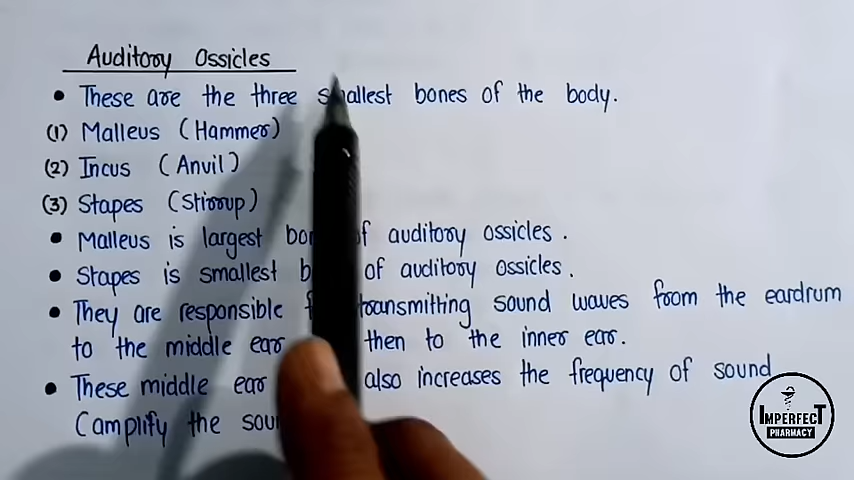 Auditory Ossicles
• These are the three smallest bones of the body.
(1) Malleus (Hammer)
(2) Incus (Anvil)
(3) Stapes (Stirrup)
• Malleus is largest of auditory ossicles.
• Stapes is smallest of auditory ossicles.
• They are responsible transmitting sound waves from the eardrum
to the middle ear then to the inner ear.
• These middle ear also increases the frequency of sound
(amplify the
IMPERFECT
PHARMACY